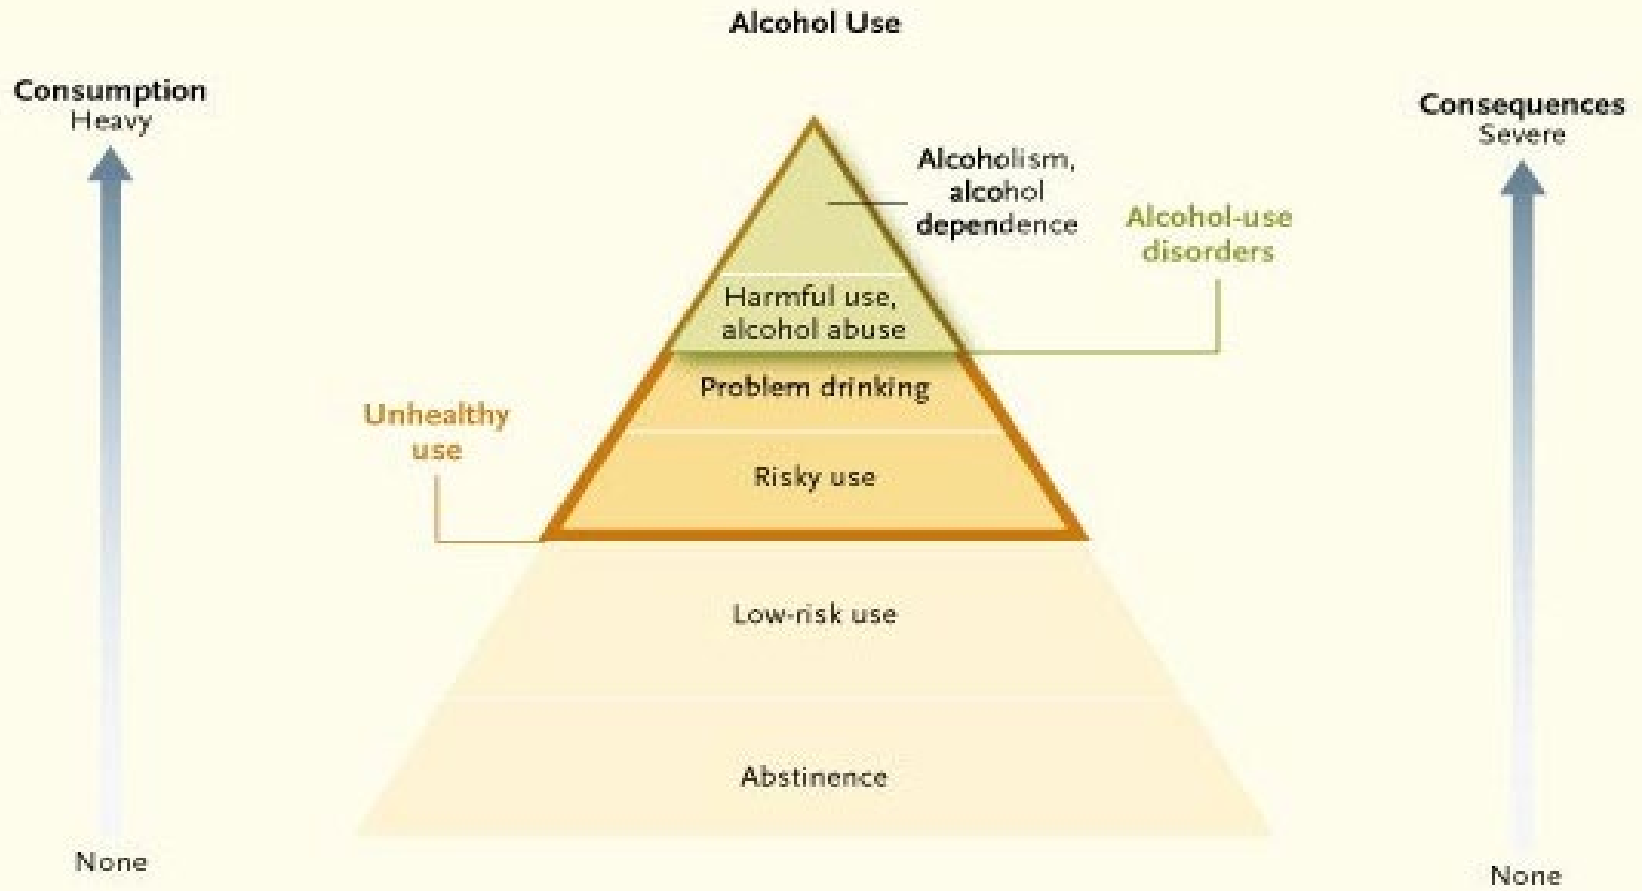 Alcohol Use
Consumption
Heavy
Consequences
Severe
Alcoholism,
alcohol
dependence
Alcohol-use
disorders
Harmful use,
alcohol abuse
Problem drinking
Unhealthy
use
Risky use
Low-risk use
Abstinence
None
None